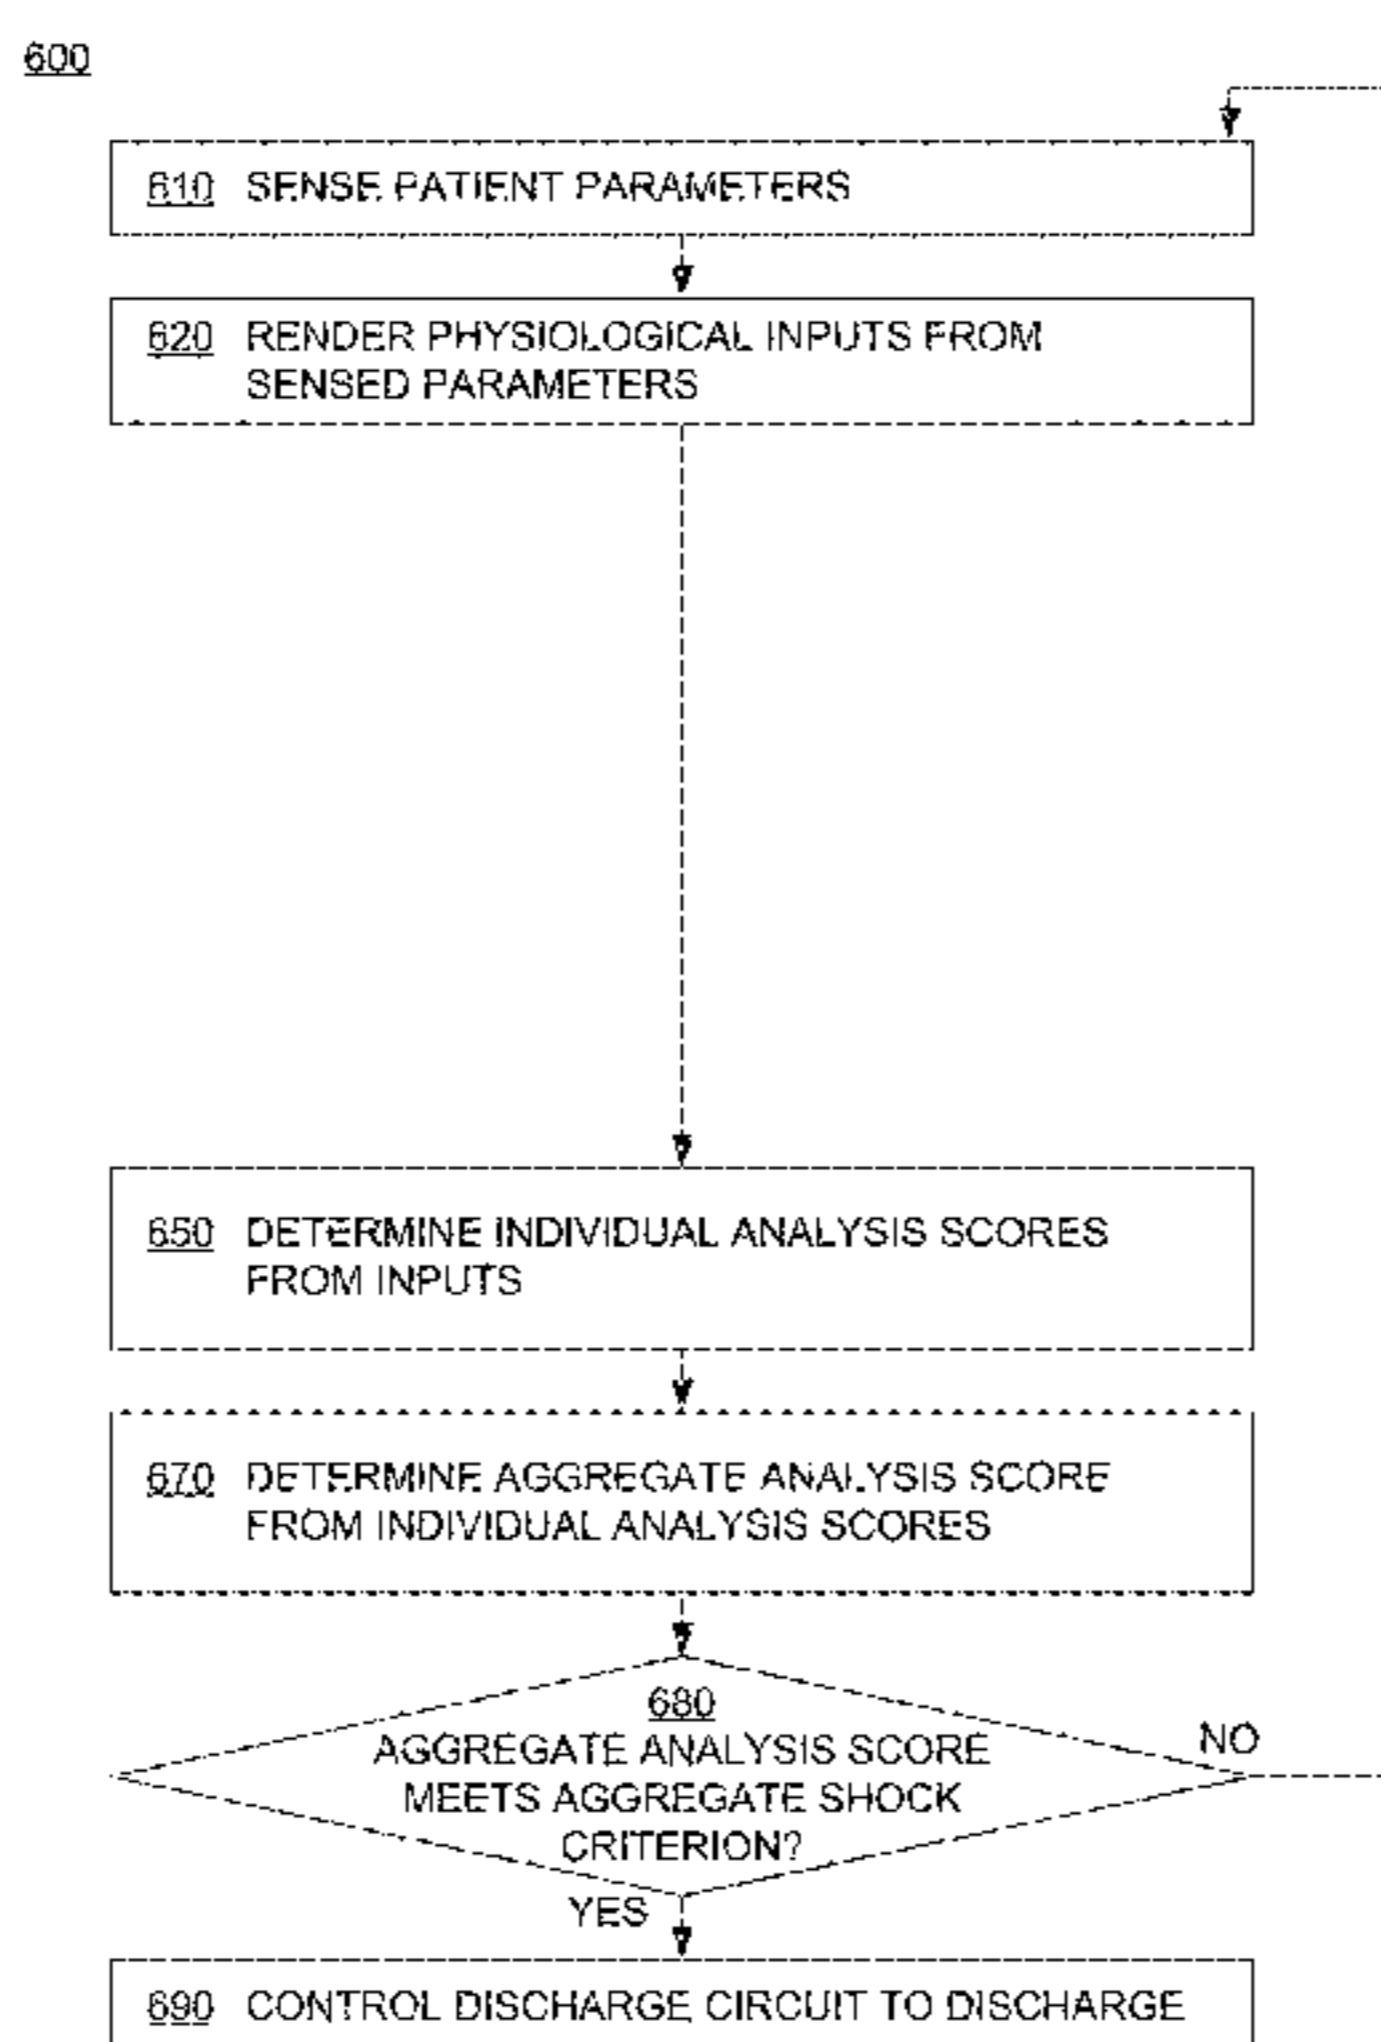 600
610 SENSE PATIENT PARAMETERS
620 RENDER PHYSIOLOGICAL INPUTS FROM
SENSED PARAMETERS
650 DETERMINE INDIVIDUAL ANALYSIS SCORES
FROM INPUTS
670 DETERMINE AGGREGATE ANALYSIS SCORE
FROM INDIVIDUAL ANALYSIS SCORES
680
AGGREGATE ANALYSIS SCORE
MEETS AGGREGATE SHOCK
CRITERION?
NO
YES
690 CONTROL DISCHARGE CIRCUIT TO DISCHARGE